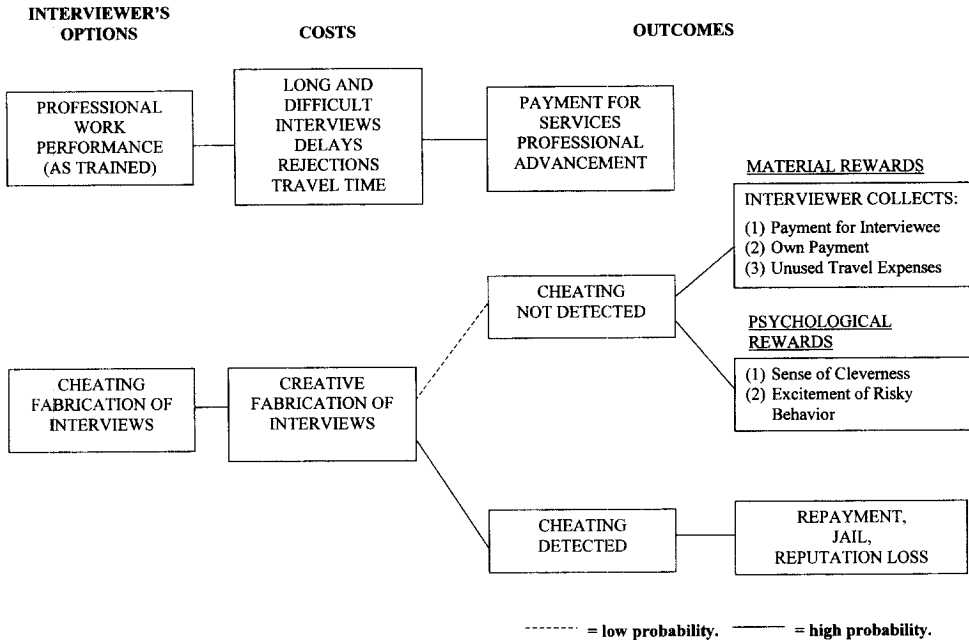 INTERVIEWER'S
OPTIONS
COSTS
OUTCOMES
PROFESSIONAL
WORK
PERFORMANCE
(AS TRAINED)
LONG AND
DIFFICULT
INTERVIEWS
DELAYS
REJECTIONS
TRAVEL TIME
PAYMENT FOR
SERVICES
PROFESSIONAL
ADVANCEMENT
MATERIAL REWARDS
INTERVIEWER COLLECTS:
(1) Payment for Interviewee
(2) Own Payment
(3) Unused Travel Expenses
CHEATING
NOT DETECTED
PSYCHOLOGICAL
REWARDS
(1) Sense of Cleverness
(2) Excitement of Risky
Behavior
CHEATING
FABRICATION OF
INTERVIEWS
CREATIVE
FABRICATION OF
INTERVIEWS
CHEATING
DETECTED
REPAYMENT,
JAIL,
REPUTATION LOSS
= low probability. = high probability.